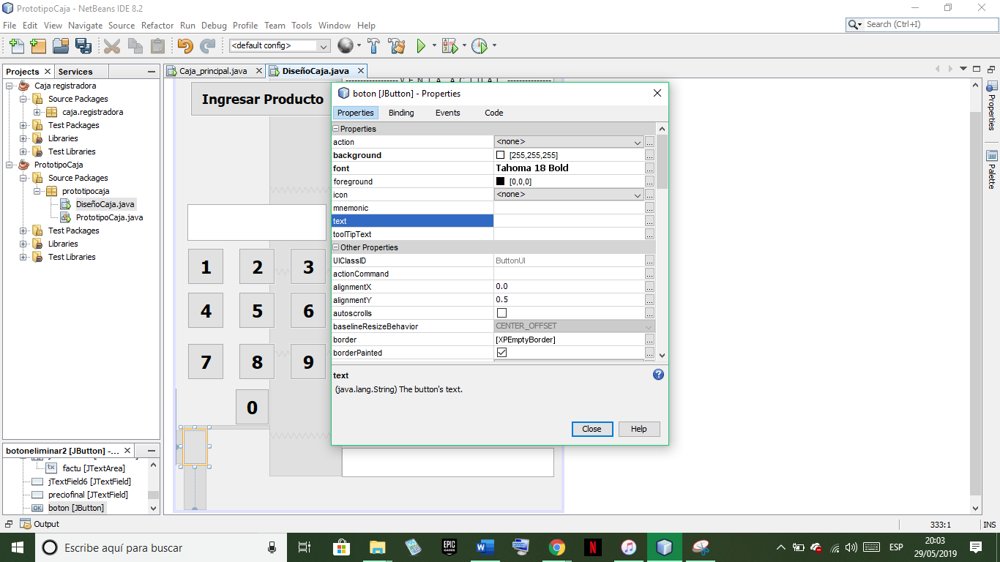 PrototipoCaja - NetBeans IDE 8.2
File Edit View Navigate Source Refactor Run Debug Profile Team Tools Window Help
Search (Ctrl+I)
<default config>
Projects
Services
Caja_principal.java
DiseñoCaja.java
Caja registradora
Source Packages
caja.registradora
Test Packages
Libraries
Test Libraries
PrototipoCaja
Source Packages
prototipocaja
DiseñoCaja.java
PrototipoCaja.java
Test Packages
Libraries
Test Libraries
botoneliminar2 [JButton] -...
factu [JTextArea]
jTextField6 [JTextField]
preciofinal [JTextField]
boton [JButton]
Output
------------------V E N T A   A C T U A L ---------------
Ingresar Producto
1 2 3
4 5 6
7 8 9
0
boton [JButton] - Properties
Properties Binding Events Code
Properties
action <none> ...
background [255,255,255] ...
font Tahoma 18 Bold ...
foreground [0,0,0] ...
icon <none> ...
mnemonic ...
text ...
toolTipText ...
Other Properties
UIClassID ButtonUI ...
actionCommand ...
alignmentX 0.0 ...
alignmentY 0.5 ...
autoscrolls ...
baselineResizeBehavior CENTER_OFFSET
border [XPEmptyBorder] ...
borderPainted ...
text
(java.lang.String) The button's text.
Close Help
Properties
Palette
333:1 INS
Escribe aquí para buscar
EPIC GAMES
ESP
20:03
29/05/2019